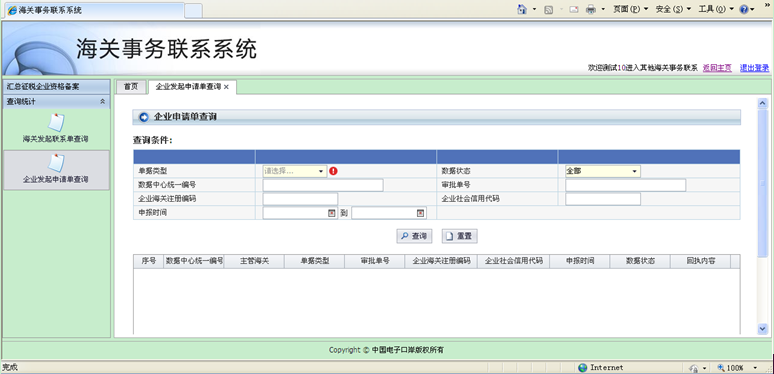 海关事务联系系统
页面(P) 安全(S) 工具(O)
海关事务联系系统
欢迎测试10进入其他海关事务联系 返回主页 退出登录
汇总征税企业资格备案
首页 企业发起申请单查询 ×
查询统计
海关发起联系单查询
企业发起申请单查询
企业申请单查询
查询条件:
单据类型 请选择... 数据状态 全部
数据中心统一编号 审批单号
企业海关注册编码 企业社会信用代码
申报时间 到
查询 重置
序号 数据中心统一编号 主管海关 单据类型 审批单号 企业海关注册编码 企业社会信用代码 申报时间 数据状态 回执内容
Copyright © 中国电子口岸版权所有
完成 Internet 100%